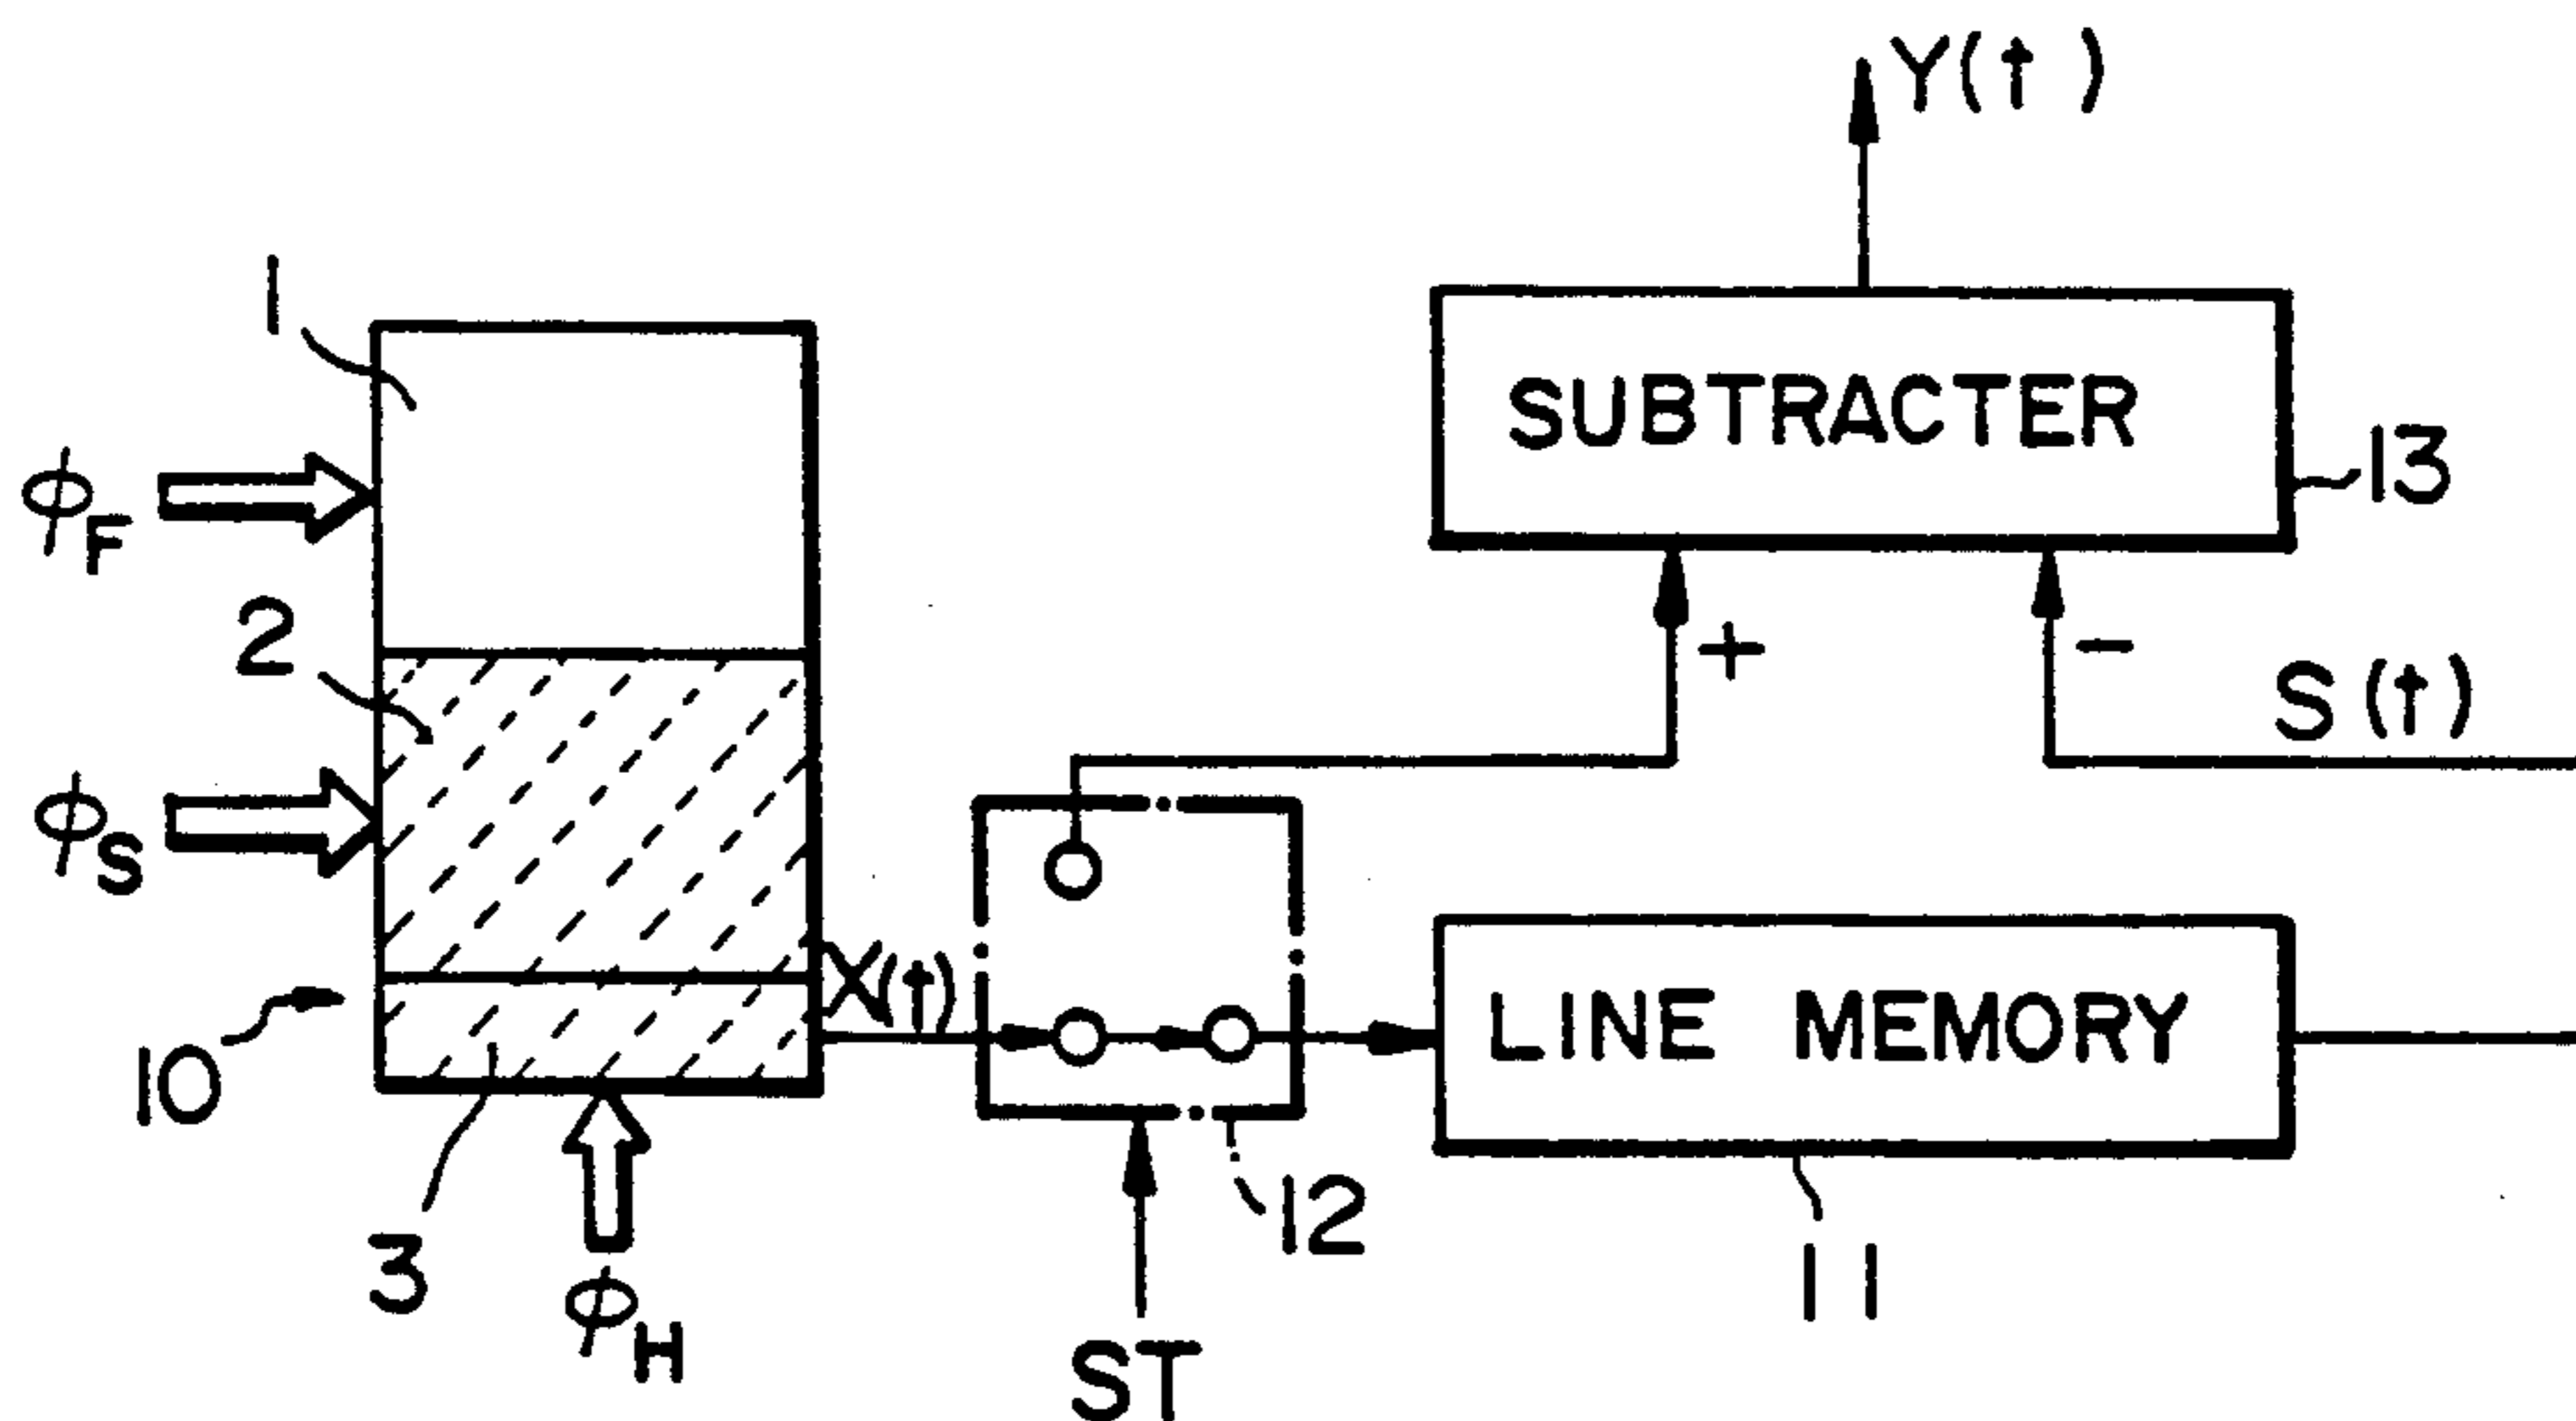 Y(t)
1
SUBTRACTER
13
ϕF
2
+
-
S(t)
ϕS
X(t)
LINE MEMORY
10
12
3
11
ϕH
ST